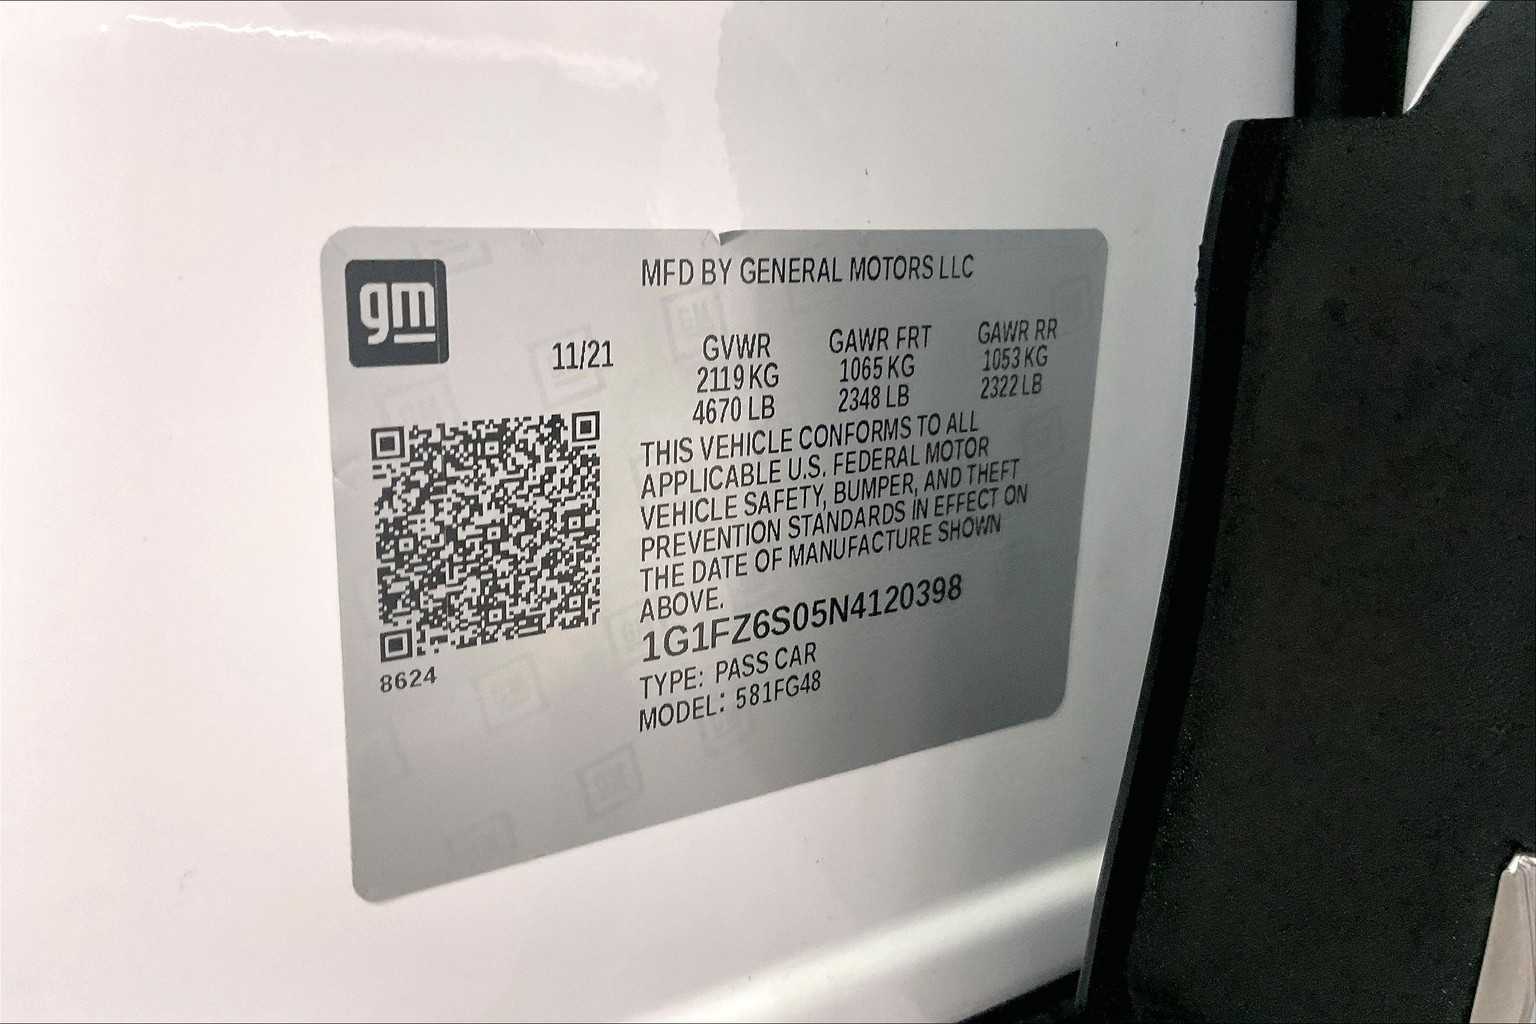 gm
MFD BY GENERAL MOTORS LLC
11/21
GVWR
2119 KG
4670 LB
GAWR FRT
1065 KG
2348 LB
GAWR RR
1053 KG
2322 LB
THIS VEHICLE CONFORMS TO ALL
APPLICABLE U.S. FEDERAL MOTOR
VEHICLE SAFETY, BUMPER, AND THEFT
PREVENTION STANDARDS IN EFFECT ON
THE DATE OF MANUFACTURE SHOWN
ABOVE.
1G1FZ6S05N4120398
TYPE: PASS CAR
MODEL: 581FG48
8624